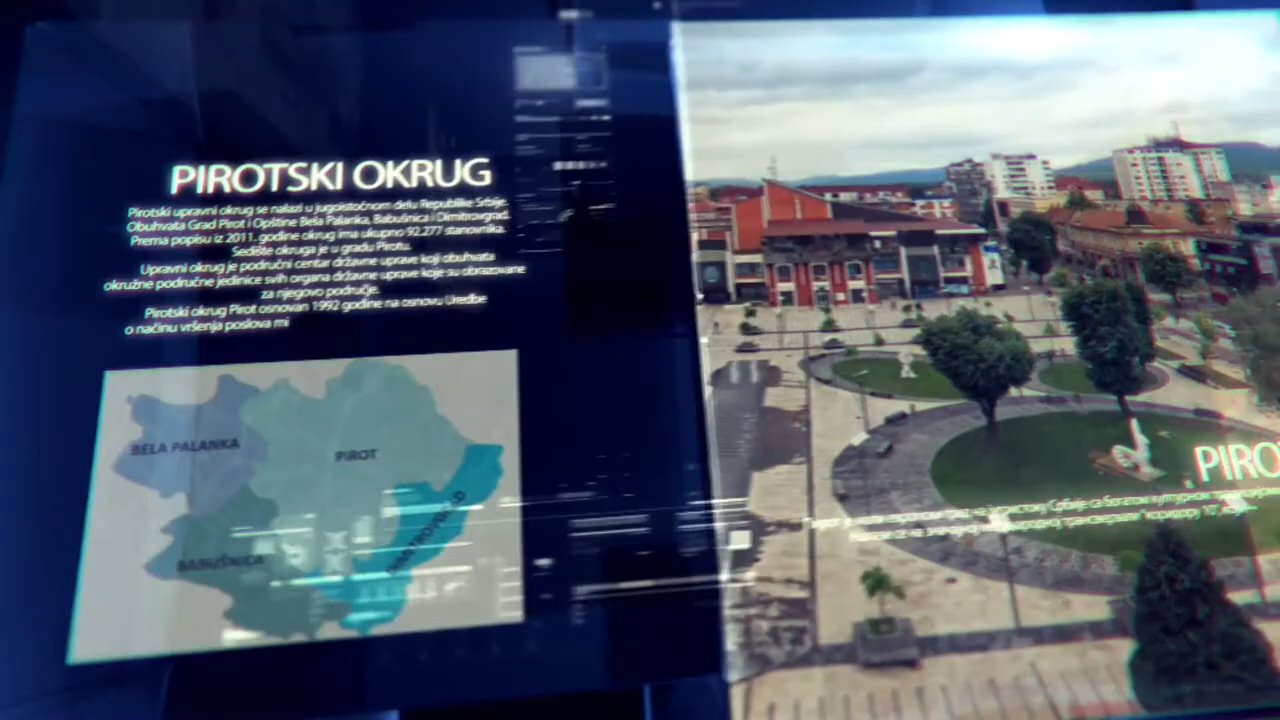 PIROTSKI OKRUG
Pirotski upravni okrug se nalazi u jugoistočnom delu Republike Srbije.
Obuhvata Grad Pirot i Opštine Bela Palanka, Babušnica i Dimitrovgrad.
Prema popisu iz 2011. godine okrug ima ukupno 92.277 stanovnika.
Sedište okruga je u gradu Pirotu.
Upravni okrug je područni centar državne uprave koji obuhvata
okružne područne jedinice svih organa državne uprave koje su obrazovane
za njegovo područje.
Pirotski okrug Pirot osnovan 1992 godine na osnovu Uredbe
o načinu vršenja poslova mi
BELA PALANKA
PIROT
BABUŠNICA
PIRO